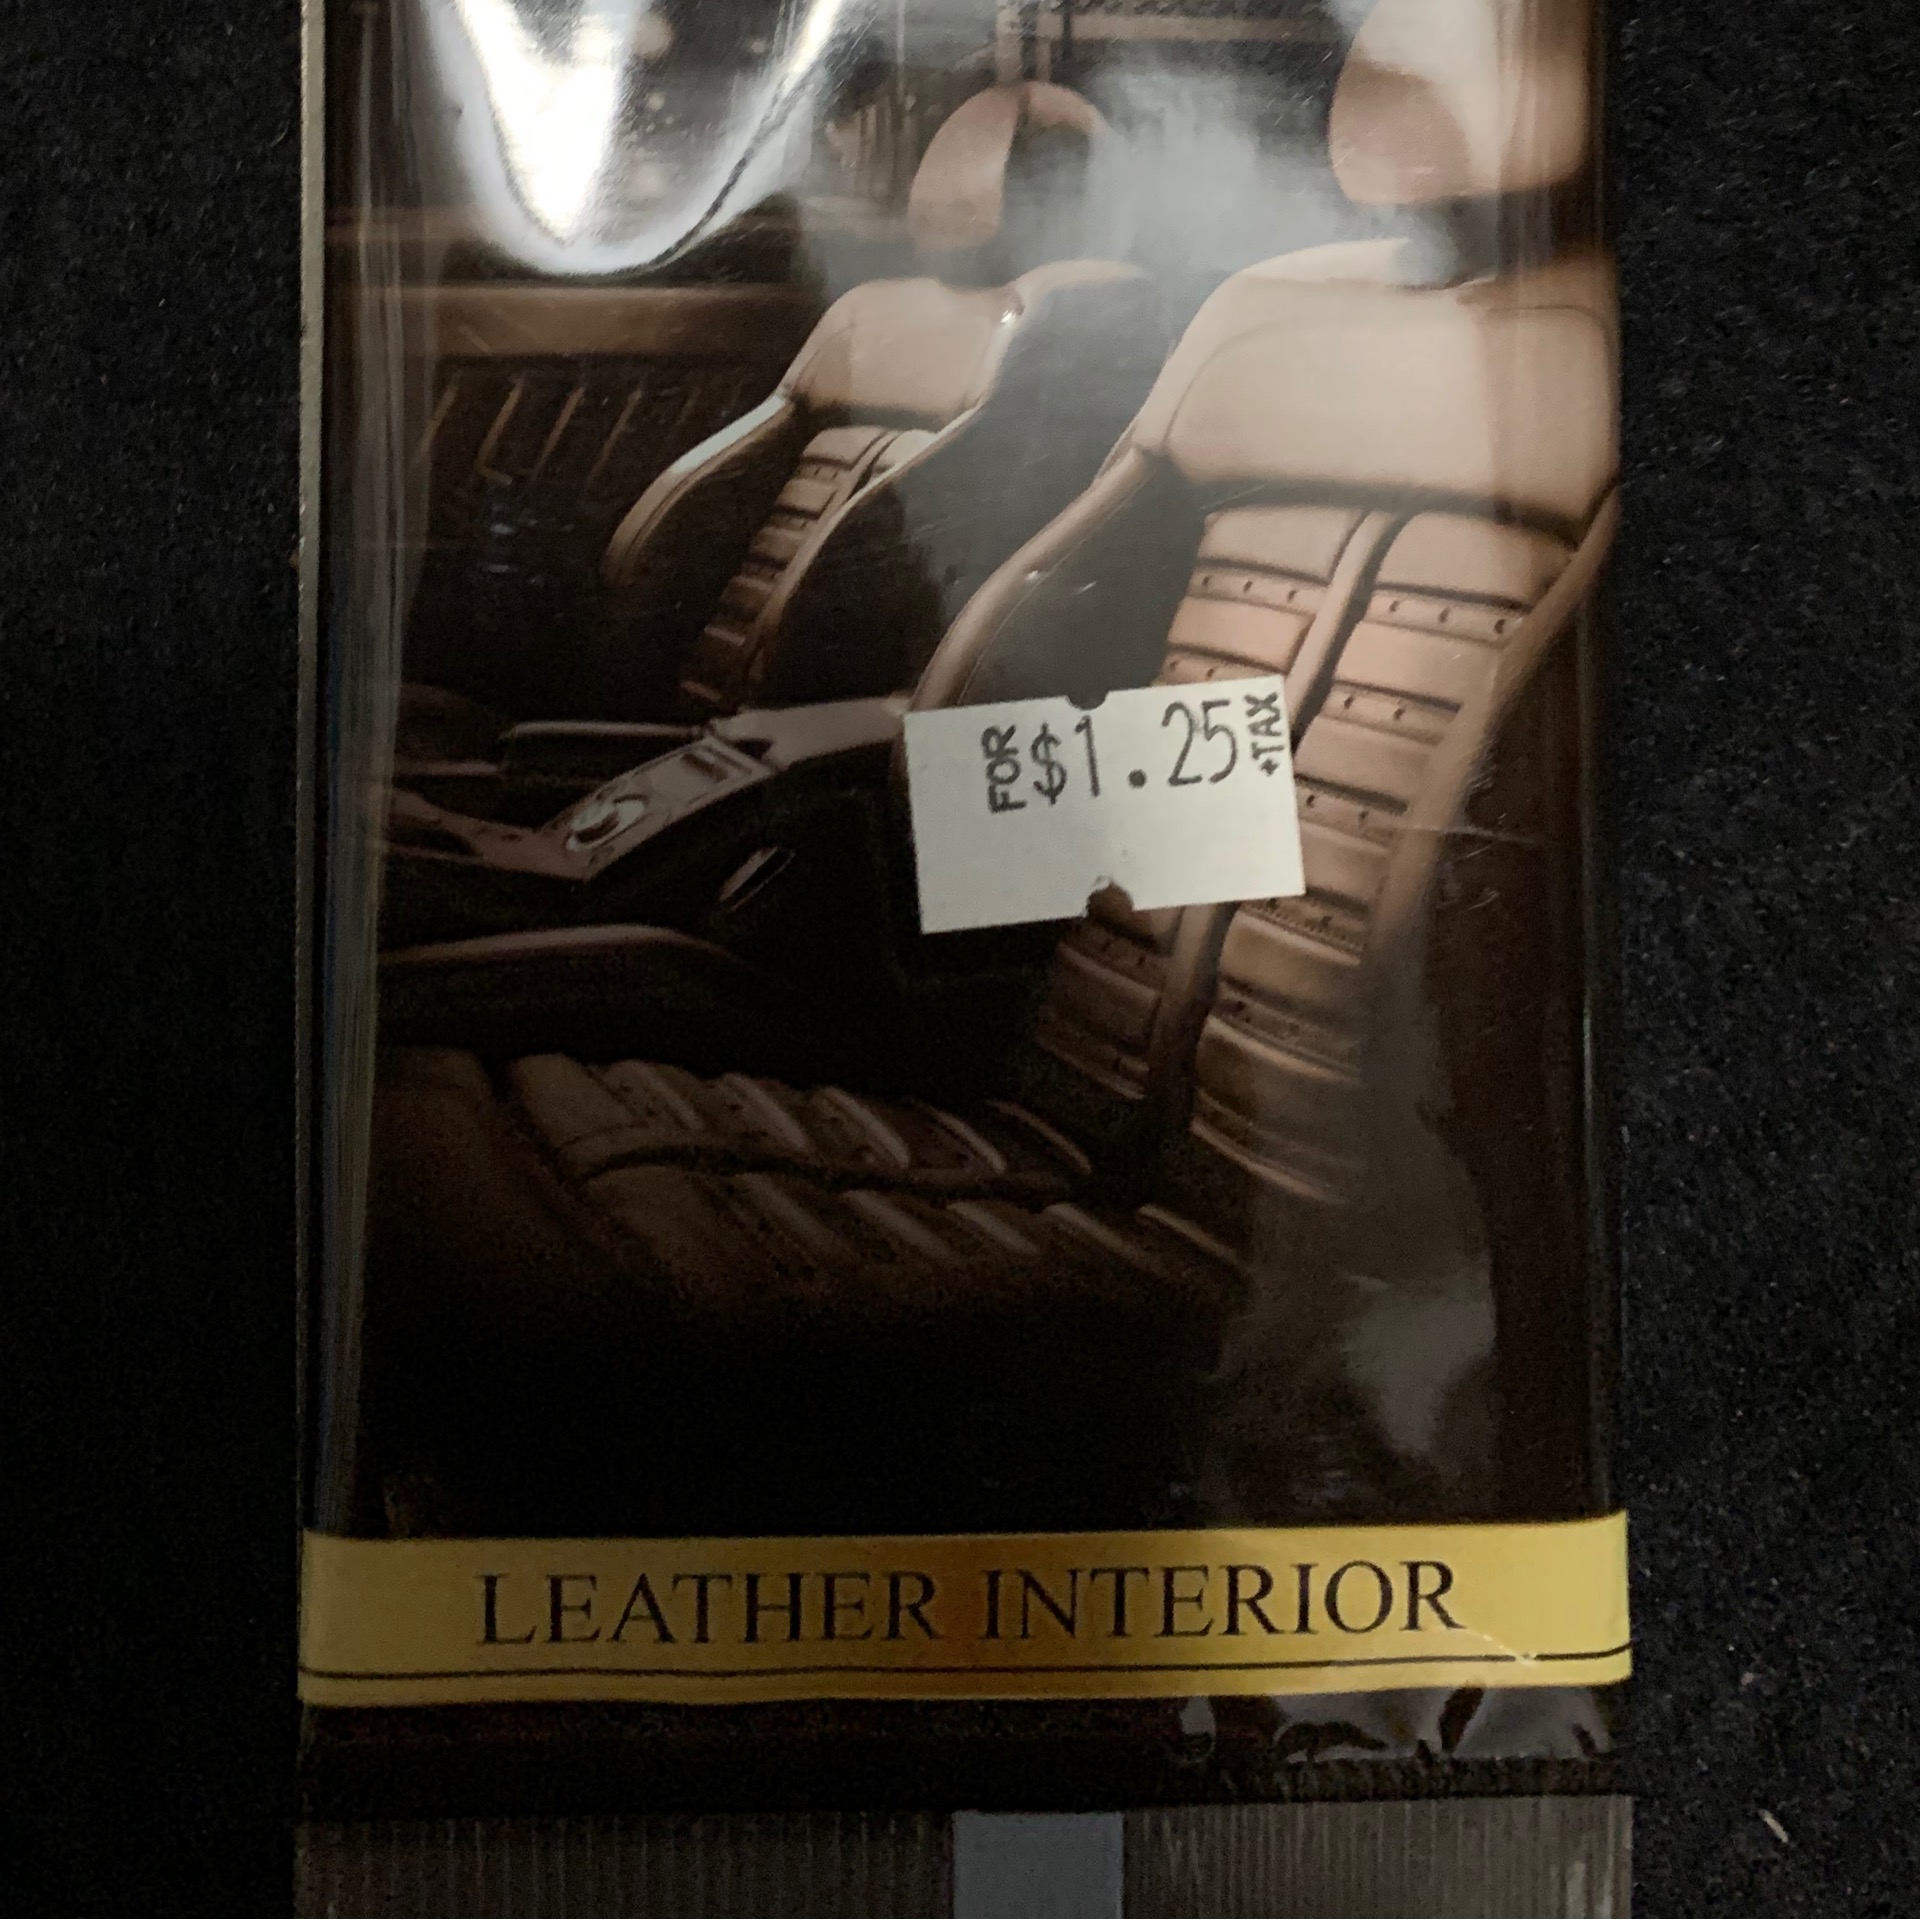 FOR $1.25 +TAX
LEATHER INTERIOR